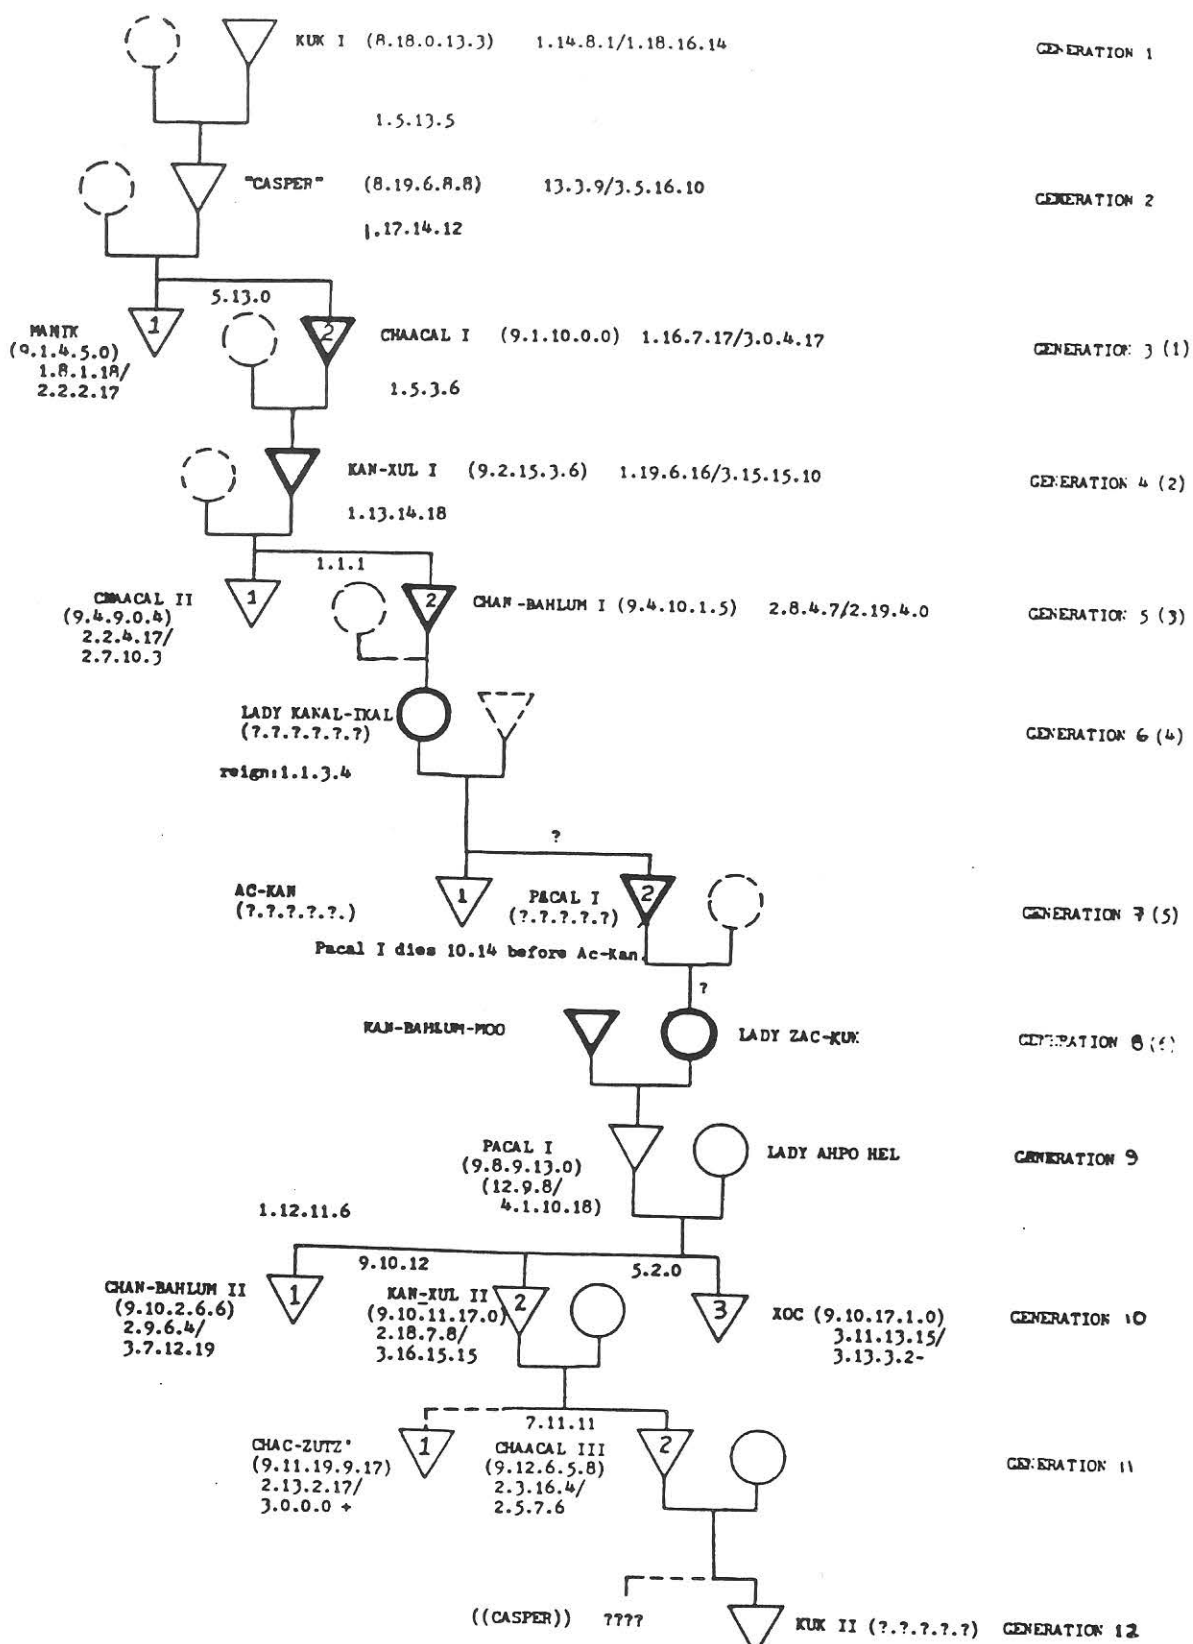 KUK I (8.18.0.13.3) 1.14.8.1/1.18.16.14 GENERATION 1
1.5.13.5
"CASPER" (8.19.6.8.8) 13.3.9/3.5.16.10 GENERATION 2
1.17.14.12
5.13.0
MANIK
(9.1.4.5.0)
1.8.1.18/
2.2.2.17
1
2
CHAACAL I (9.1.10.0.0) 1.16.7.17/3.0.4.17 GENERATION 3 (1)
1.5.3.6
KAN-XUL I (9.2.15.3.6) 1.19.6.16/3.15.15.10 GENERATION 4 (2)
1.13.14.18
1.1.1
CHAACAL II
(9.4.9.0.4)
2.2.4.17/
2.7.10.3
1
2
CHAN-BAHLUM I (9.4.10.1.5) 2.8.4.7/2.19.4.0 GENERATION 5 (3)
LADY KANAL-IKAL
(?.?.?.?.?.?)
GENERATION 6 (4)
reign:1.1.3.4
?
AC-KAN
(?.?.?.?.?.)
1
PACAL I
(?.?.?.?.?)
2
GENERATION 7 (5)
Pacal I dies 10.14 before Ac-Kan.
?
KAN-BAHLUM-MOO LADY ZAC-KUK GENERATION 8
PACAL I
(9.8.9.13.0)
(12.9.8/
4.1.10.18)
LADY AHPO HEL GENERATION 9
1.12.11.6
9.10.12
5.2.0
CHAN-BAHLUM II
(9.10.2.6.6)
2.9.6.4/
3.7.12.19
1
KAN-XUL II
(9.10.11.17.0)
2.18.7.8/
3.16.15.15
2
3
XOC (9.10.17.1.0)
3.11.13.15/
3.13.3.2-
GENERATION 10
7.11.11
CHAC-ZUTZ'
(9.11.19.9.17)
2.13.2.17/
3.0.0.0 +
1
CHAACAL III
(9.12.6.5.8)
2.3.16.4/
2.5.7.6
2
GENERATION 11
((CASPER)) ???? KUK II (?.?.?.?.?) GENERATION 12